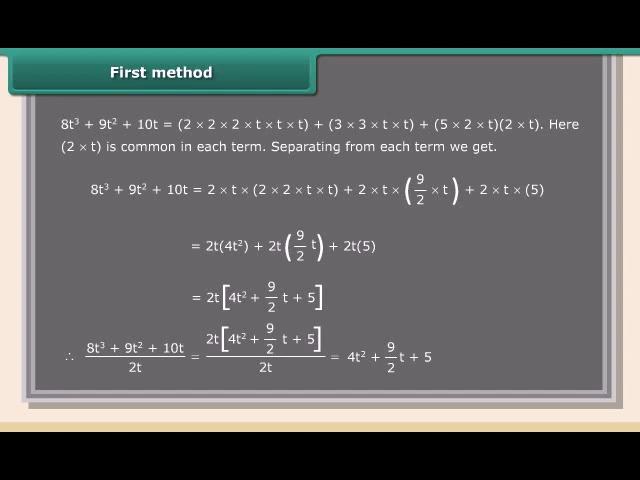 First method
8t³ + 9t² + 10t = (2 × 2 × 2 × t × t × t) + (3 × 3 × t × t) + (5 × 2 × t)(2 × t). Here
(2 × t) is common in each term. Separating from each term we get.
8t³ + 9t² + 10t = 2 × t × (2 × 2 × t × t) + 2 × t × (9/2 × t) + 2 × t × (5)
= 2t(4t²) + 2t(9/2 t) + 2t(5)
= 2t[4t² + 9/2 t + 5]
∴ (8t³ + 9t² + 10t)/2t = 2t[4t² + 9/2 t + 5]/2t = 4t² + 9/2 t + 5